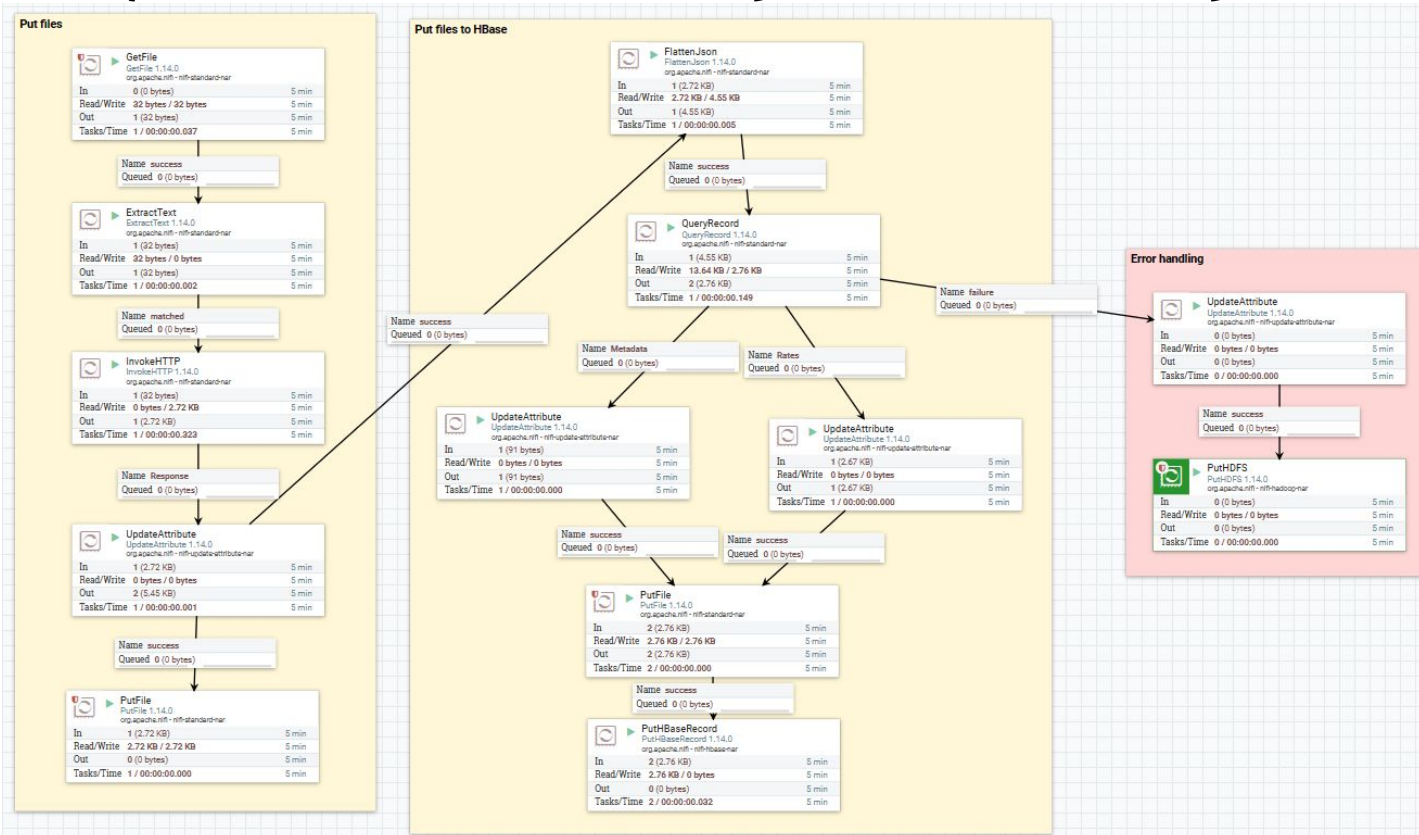 Put files
GetFile
GetFile 1.14.0
org.apache.nifi - nifi-standard-nar
In 0 (0 bytes) 5 min
Read/Write 32 bytes / 32 bytes 5 min
Out 1 (32 bytes) 5 min
Tasks/Time 1 / 00:00:00.037 5 min
Name success
Queued 0 (0 bytes)
ExtractText
ExtractText 1.14.0
org.apache.nifi - nifi-standard-nar
In 1 (32 bytes) 5 min
Read/Write 32 bytes / 0 bytes 5 min
Out 1 (32 bytes) 5 min
Tasks/Time 1 / 00:00:00.002 5 min
Name matched
Queued 0 (0 bytes)
InvokeHTTP
InvokeHTTP 1.14.0
org.apache.nifi - nifi-standard-nar
In 1 (32 bytes) 5 min
Read/Write 0 bytes / 2.72 KB 5 min
Out 1 (2.72 KB) 5 min
Tasks/Time 1 / 00:00:00.323 5 min
Name Response
Queued 0 (0 bytes)
UpdateAttribute
UpdateAttribute 1.14.0
org.apache.nifi - nifi-update-attribute-nar
In 1 (2.72 KB) 5 min
Read/Write 0 bytes / 0 bytes 5 min
Out 2 (5.45 KB) 5 min
Tasks/Time 1 / 00:00:00.001 5 min
Name success
Queued 0 (0 bytes)
PutFile
PutFile 1.14.0
org.apache.nifi - nifi-standard-nar
In 1 (2.72 KB) 5 min
Read/Write 2.72 KB / 2.72 KB 5 min
Out 0 (0 bytes) 5 min
Tasks/Time 1 / 00:00:00.000 5 min
Name success
Queued 0 (0 bytes)
Put files to HBase
FlattenJson
FlattenJson 1.14.0
org.apache.nifi - nifi-standard-nar
In 1 (2.72 KB) 5 min
Read/Write 2.72 KB / 4.55 KB 5 min
Out 1 (4.55 KB) 5 min
Tasks/Time 1 / 00:00:00.005 5 min
Name success
Queued 0 (0 bytes)
QueryRecord
QueryRecord 1.14.0
org.apache.nifi - nifi-standard-nar
In 1 (4.55 KB) 5 min
Read/Write 13.64 KB / 2.76 KB 5 min
Out 2 (2.76 KB) 5 min
Tasks/Time 1 / 00:00:00.149 5 min
Name failure
Queued 0 (0 bytes)
Name Metadata
Queued 0 (0 bytes)
Name Rates
Queued 0 (0 bytes)
UpdateAttribute
UpdateAttribute 1.14.0
org.apache.nifi - nifi-update-attribute-nar
In 1 (91 bytes) 5 min
Read/Write 0 bytes / 0 bytes 5 min
Out 1 (91 bytes) 5 min
Tasks/Time 1 / 00:00:00.000 5 min
UpdateAttribute
UpdateAttribute 1.14.0
org.apache.nifi - nifi-update-attribute-nar
In 1 (2.67 KB) 5 min
Read/Write 0 bytes / 0 bytes 5 min
Out 1 (2.67 KB) 5 min
Tasks/Time 1 / 00:00:00.000 5 min
Name success
Queued 0 (0 bytes)
Name success
Queued 0 (0 bytes)
PutFile
PutFile 1.14.0
org.apache.nifi - nifi-standard-nar
In 2 (2.76 KB) 5 min
Read/Write 2.76 KB / 2.76 KB 5 min
Out 2 (2.76 KB) 5 min
Tasks/Time 2 / 00:00:00.000 5 min
Name success
Queued 0 (0 bytes)
PutHBaseRecord
PutHBaseRecord 1.14.0
org.apache.nifi - nifi-hbase-nar
In 2 (2.76 KB) 5 min
Read/Write 2.76 KB / 0 bytes 5 min
Out 0 (0 bytes) 5 min
Tasks/Time 2 / 00:00:00.032 5 min
Error handling
UpdateAttribute
UpdateAttribute 1.14.0
org.apache.nifi - nifi-update-attribute-nar
In 0 (0 bytes) 5 min
Read/Write 0 bytes / 0 bytes 5 min
Out 0 (0 bytes) 5 min
Tasks/Time 0 / 00:00:00.000 5 min
Name success
Queued 0 (0 bytes)
PutHDFS
PutHDFS 1.14.0
org.apache.nifi - nifi-hadoop-nar
In 0 (0 bytes) 5 min
Read/Write 0 bytes / 0 bytes 5 min
Out 0 (0 bytes) 5 min
Tasks/Time 0 / 00:00:00.000 5 min